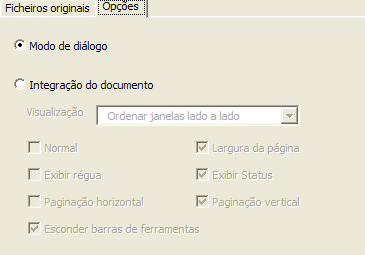 Ficheiros originais Opções
Modo de diálogo
Integração do documento
Visualização Ordenar janelas lado a lado
Normal Largura da página
Exibir régua Exibir Status
Paginação horizontal Paginação vertical
Esconder barras de ferramentas